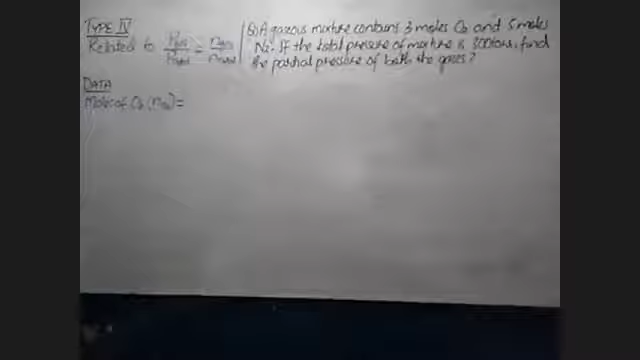 TYPE IV
Related to Pgas/Ptotal = ngas/ntotal
Q:A gaseous mixture contains 3 moles O2 and 5 moles
N2. If the total pressure of mixture is 300torr, find
the partial pressure of both the gases?
DATA
Moles of O2 (nO2) =